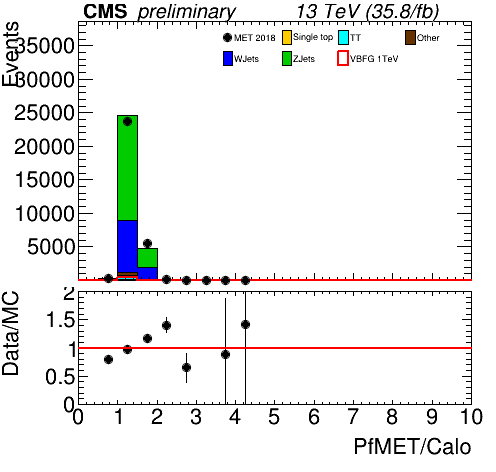 CMS preliminary 13 TeV (35.8/fb)
Events
MET 2018 Single top TT Other
WJets ZJets VBFG 1TeV
35000
30000
25000
20000
15000
10000
5000
Data/MC
2
1.5
1
0.5
0
0 1 2 3 4 5 6 7 8 9 10
PfMET/Calo